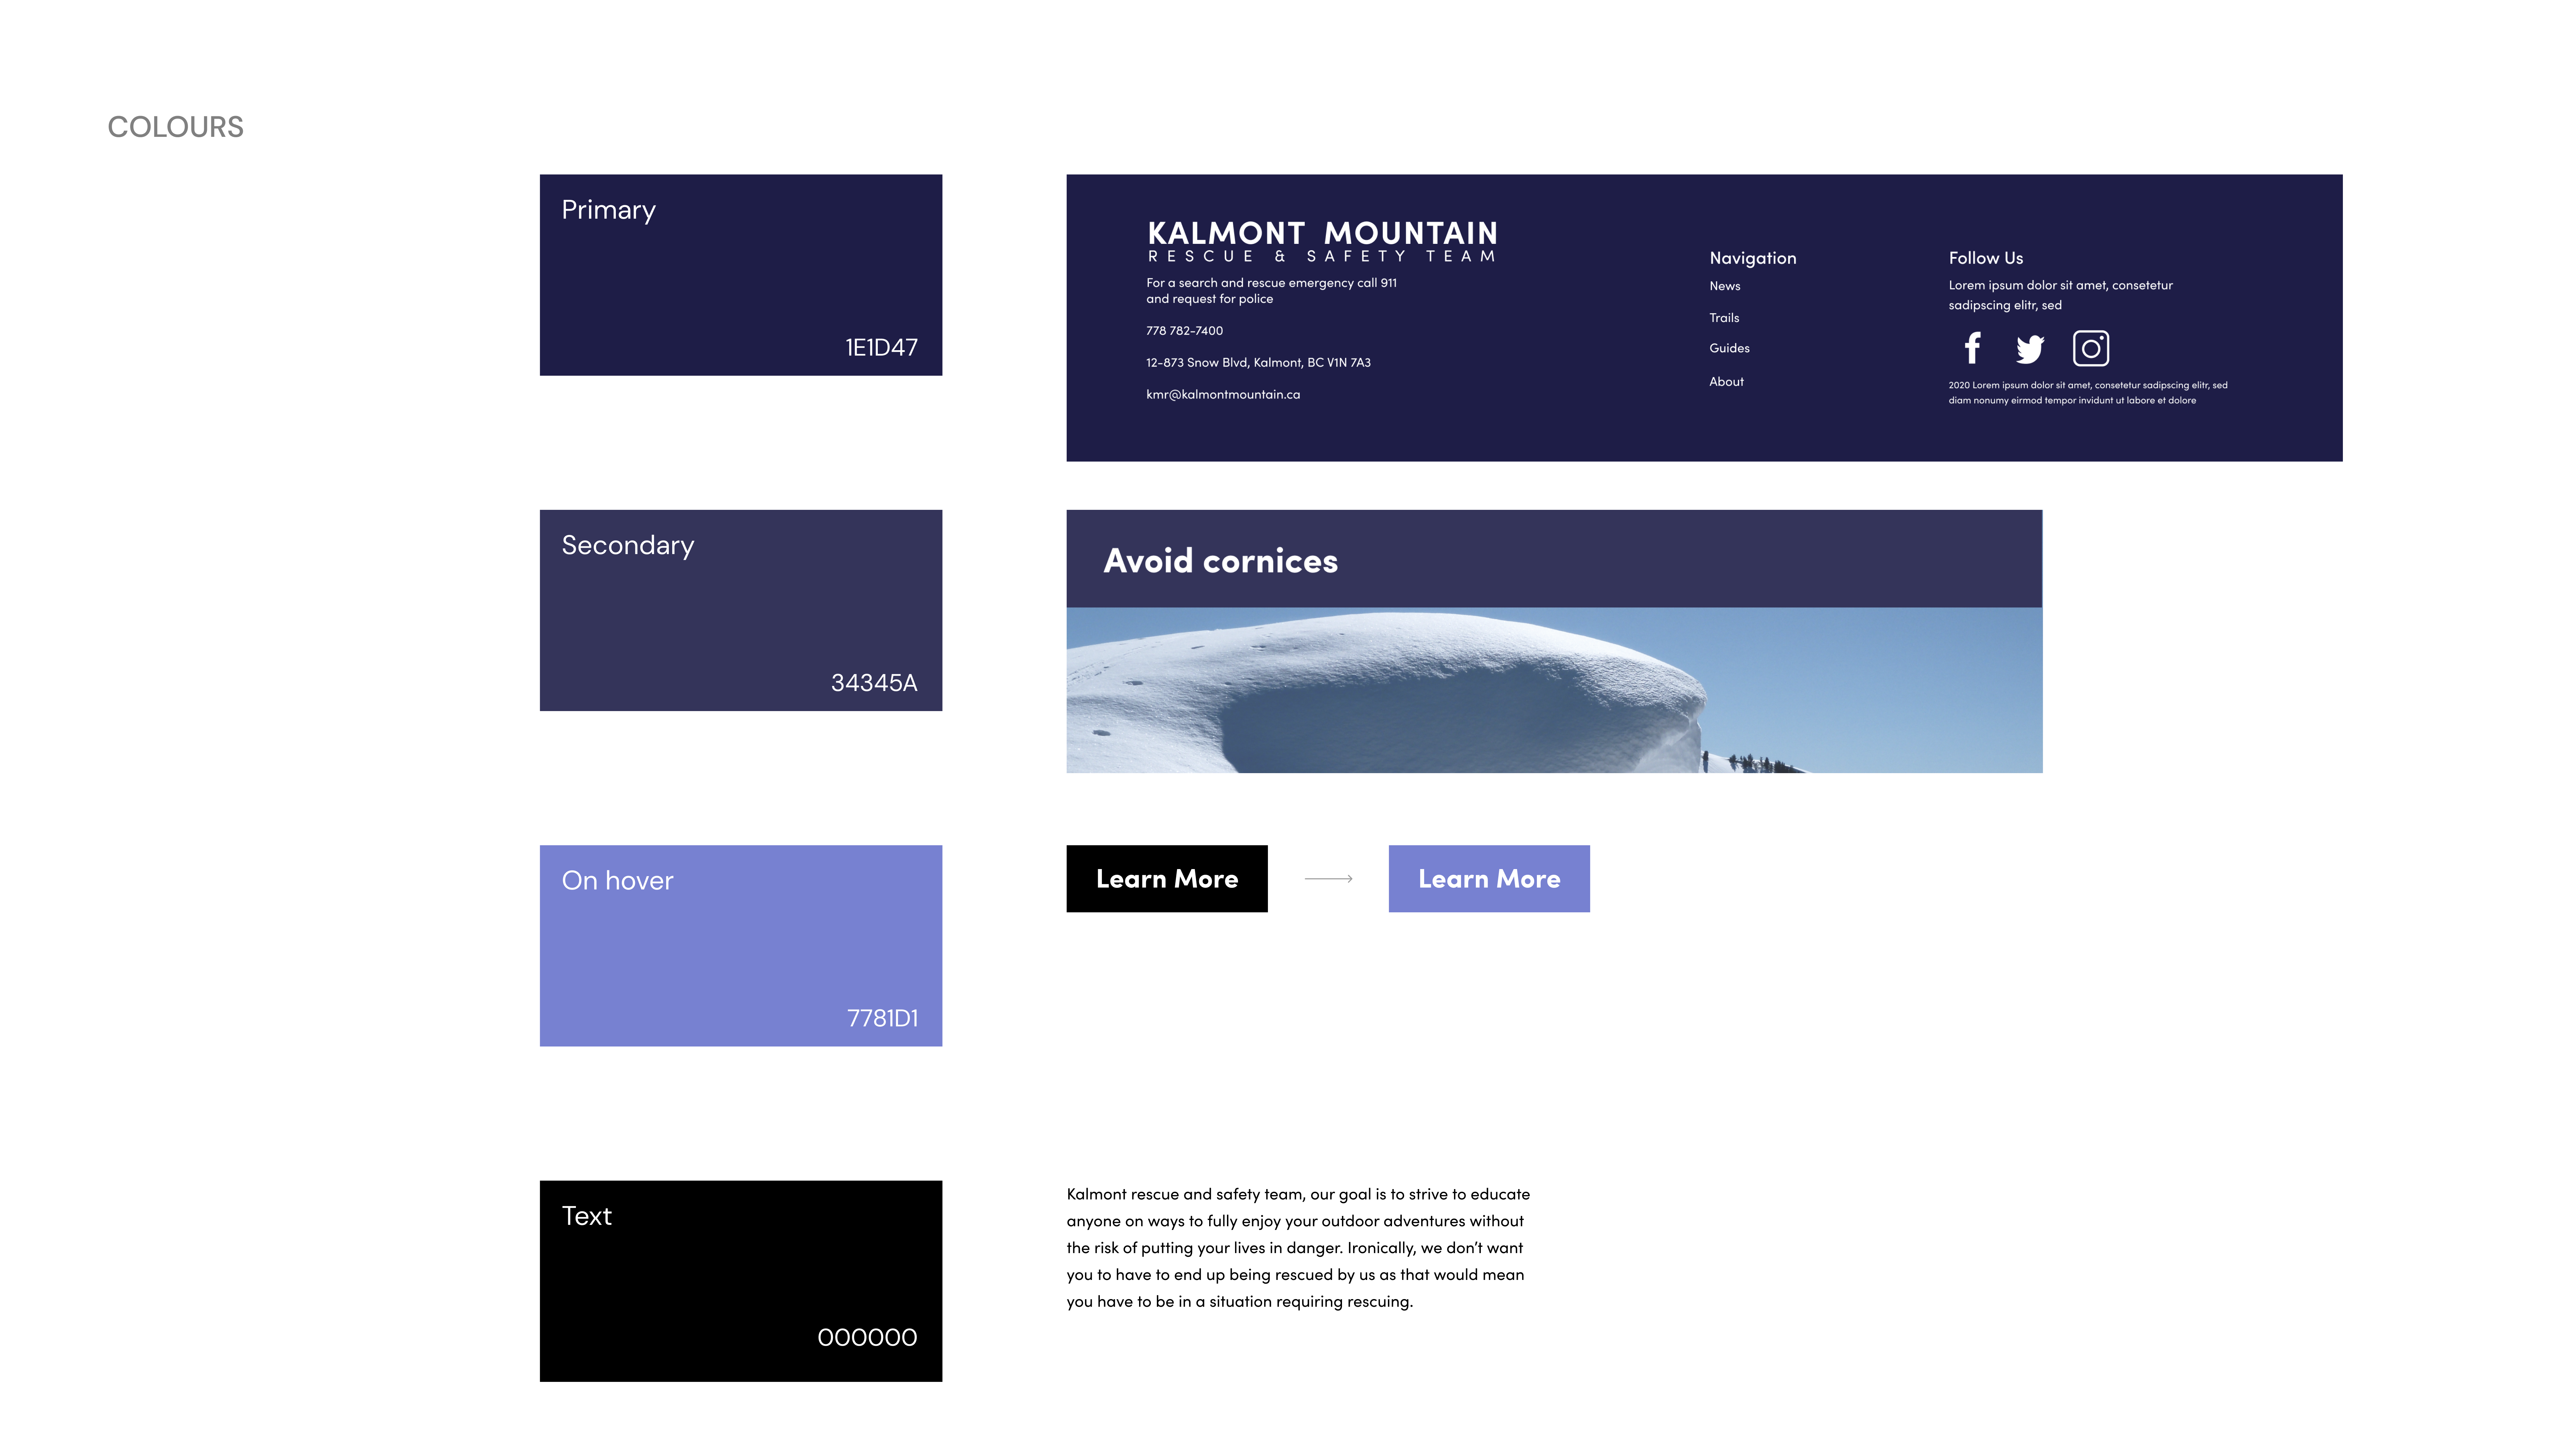 COLOURS
Primary
1E1D47
KALMONT MOUNTAIN
RESCUE & SAFETY TEAM
For a search and rescue emergency call 911
and request for police
778 782-7400
12-873 Snow Blvd, Kalmont, BC V1N 7A3
kmr@kalmontmountain.ca
Navigation
News
Trails
Guides
About
Follow Us
Lorem ipsum dolor sit amet, consetetur
sadipscing elitr, sed
2020 Lorem ipsum dolor sit amet, consetetur sadipscing elitr, sed
diam nonumy eirmod tempor invidunt ut labore et dolore
Secondary
34345A
Avoid cornices
On hover
7781D1
Learn More
Learn More
Text
000000
Kalmont rescue and safety team, our goal is to strive to educate
anyone on ways to fully enjoy your outdoor adventures without
the risk of putting your lives in danger. Ironically, we don’t want
you to have to end up being rescued by us as that would mean
you have to be in a situation requiring rescuing.